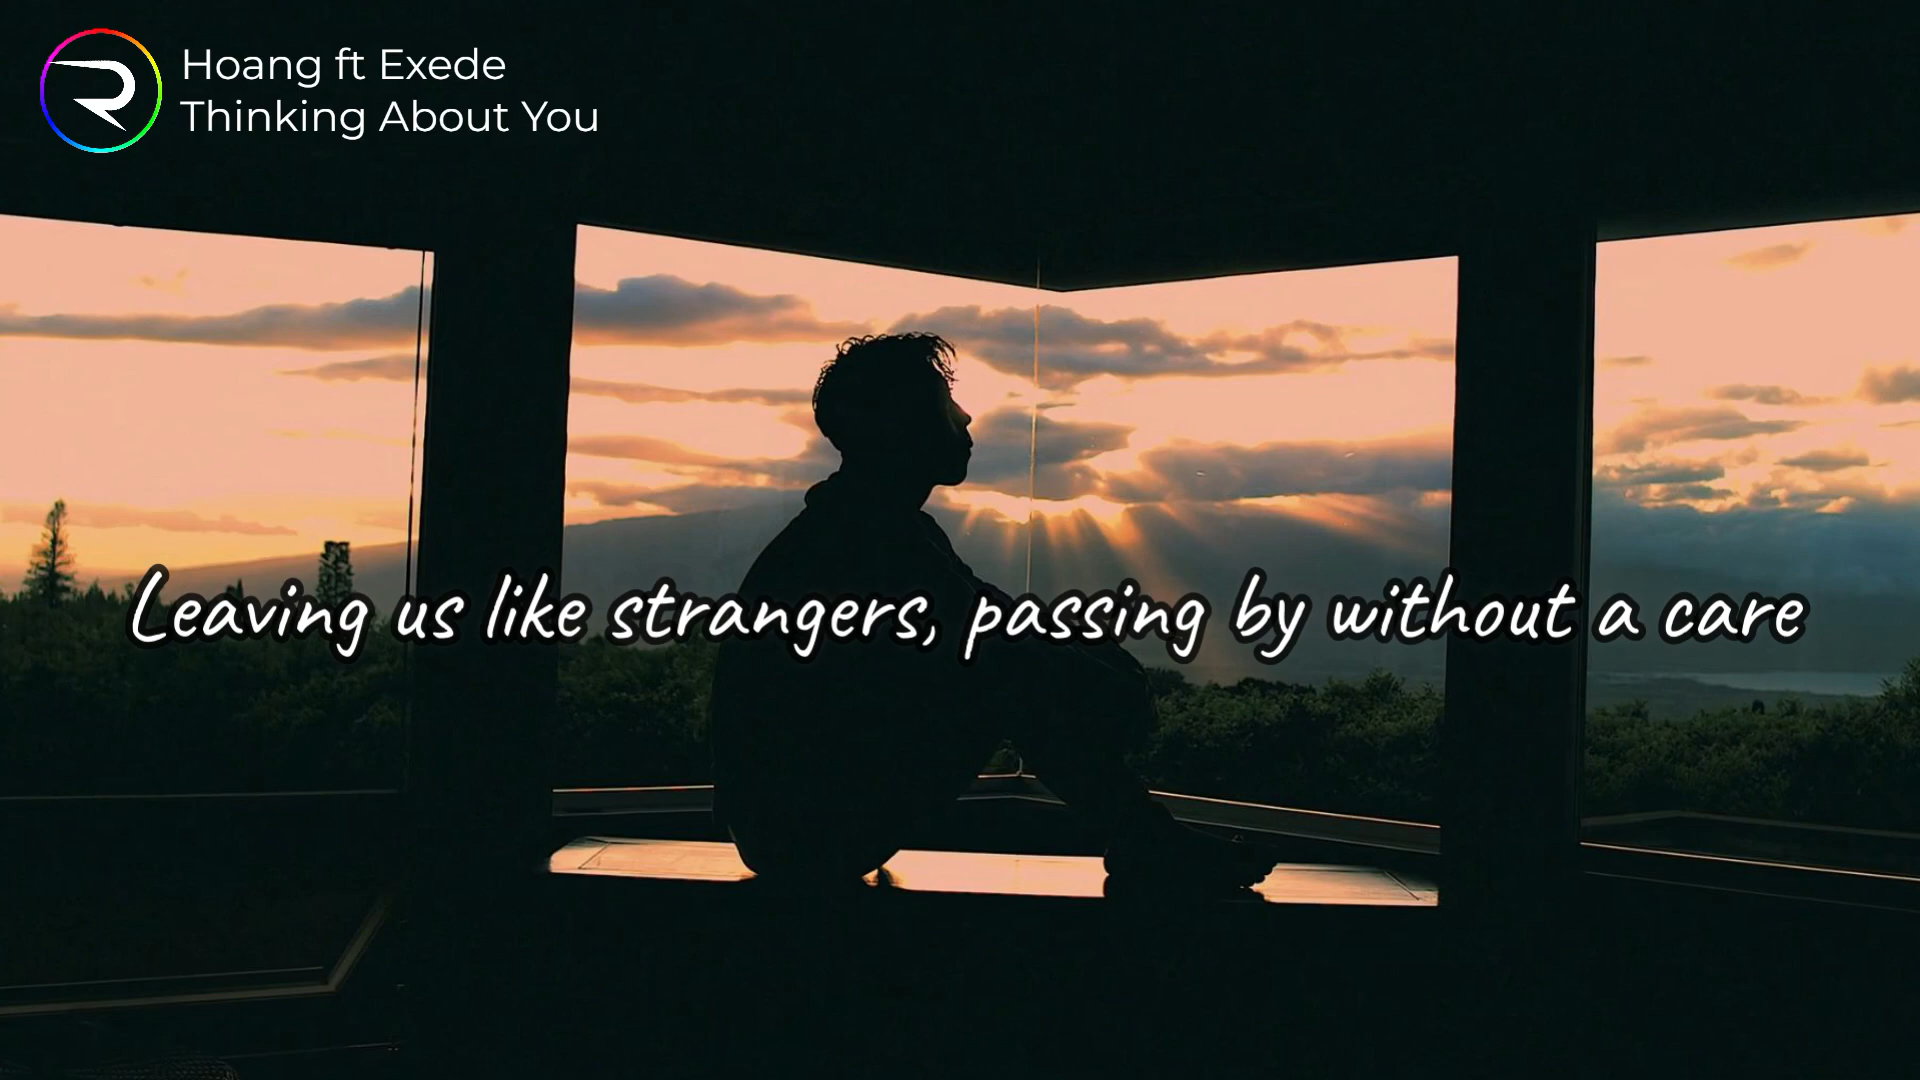 Hoang ft Exede
Thinking About You
Leaving us like strangers, passing by without a care